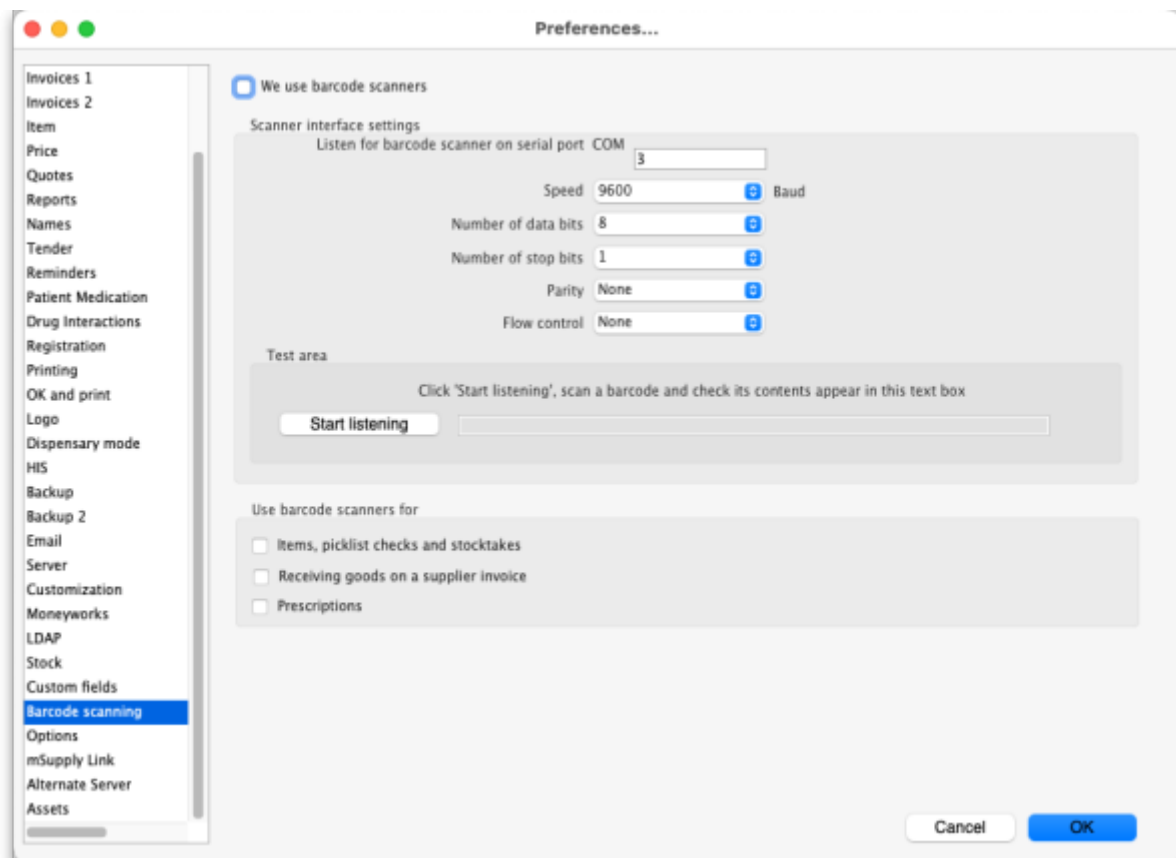 Preferences...
Invoices 1
Invoices 2
Item
Price
Quotes
Reports
Names
Tender
Reminders
Patient Medication
Drug Interactions
Registration
Printing
OK and print
Logo
Dispensary mode
HIS
Backup
Backup 2
Email
Server
Customization
Moneyworks
LDAP
Stock
Custom fields
Barcode scanning
Options
mSupply Link
Alternate Server
Assets
We use barcode scanners
Scanner interface settings
Listen for barcode scanner on serial port COM 3
Speed 9600 Baud
Number of data bits 8
Number of stop bits 1
Parity None
Flow control None
Test area
Click 'Start listening', scan a barcode and check its contents appear in this text box
Start listening
Use barcode scanners for
Items, picklist checks and stocktakes
Receiving goods on a supplier invoice
Prescriptions
Cancel OK